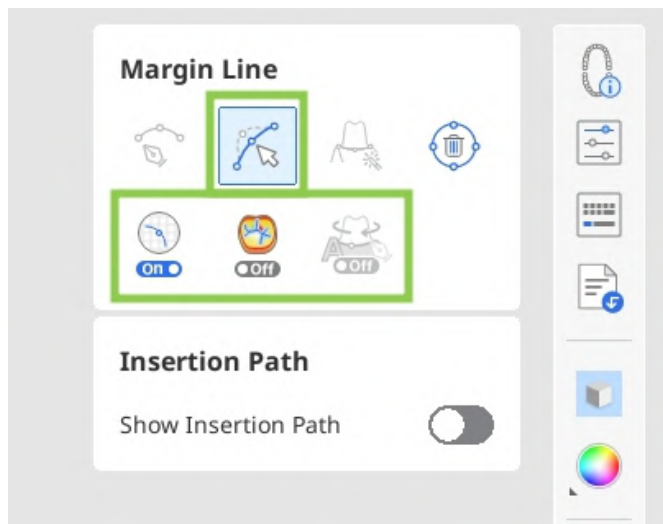 Margin Line
On
Off
A
Off
Insertion Path
Show Insertion Path